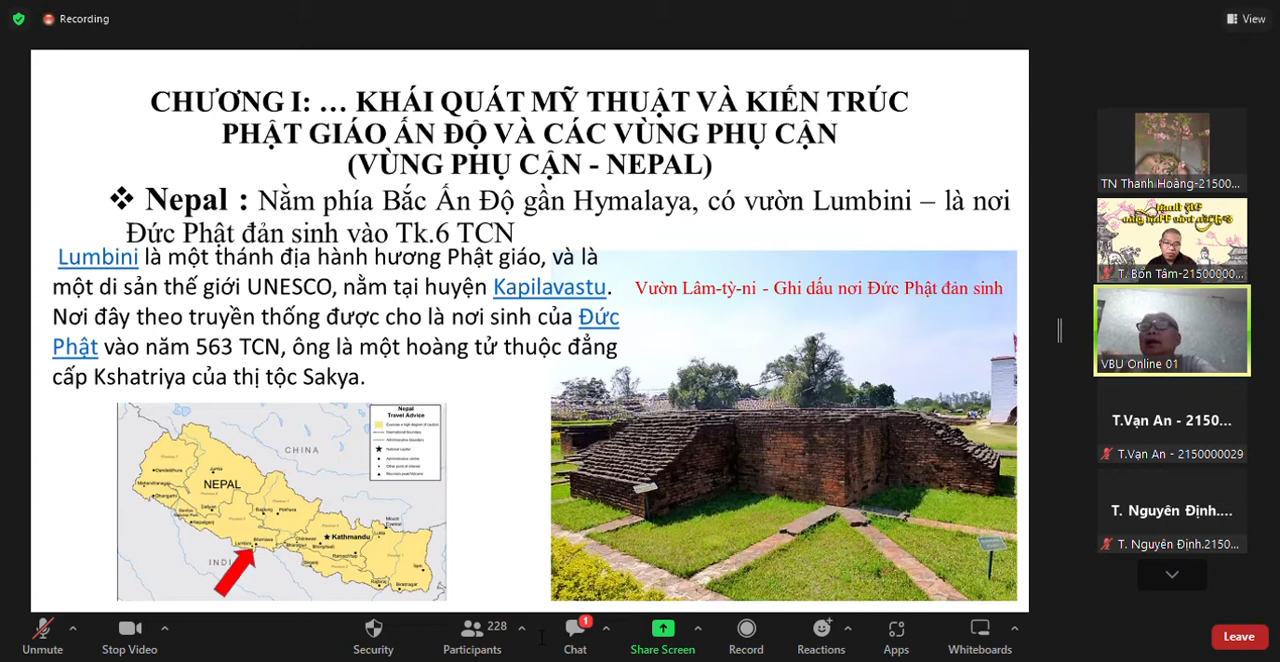 Recording
View
CHƯƠNG I: … KHÁI QUÁT MỸ THUẬT VÀ KIẾN TRÚC
PHẬT GIÁO ẤN ĐỘ VÀ CÁC VÙNG PHỤ CẬN
(VÙNG PHỤ CẬN - NEPAL)
❖ Nepal : Nằm phía Bắc Ấn Độ gần Hymalaya, có vườn Lumbini – là nơi
Đức Phật đản sinh vào Tk.6 TCN
Lumbini là một thánh địa hành hương Phật giáo, và là
một di sản thế giới UNESCO, nằm tại huyện Kapilavastu.
Nơi đây theo truyền thống được cho là nơi sinh của Đức
Phật vào năm 563 TCN, ông là một hoàng tử thuộc đẳng
cấp Kshatriya của thị tộc Sakya.
Vườn Lâm-tỳ-ni - Ghi dấu nơi Đức Phật đản sinh
Nepal
Travel Advice
CHINA
NEPAL
Kathmandu
INDI
TN Thanh Hoàng-21500...
T. Bổn Tâm-21500000...
VBU Online 01
T.Vạn An - 2150...
T.Vạn An - 2150000029
T. Nguyên Định....
T. Nguyên Định.2150...
Unmute
Stop Video
Security
228
Participants
1
Chat
Share Screen
Record
Reactions
Apps
Whiteboards
Leave